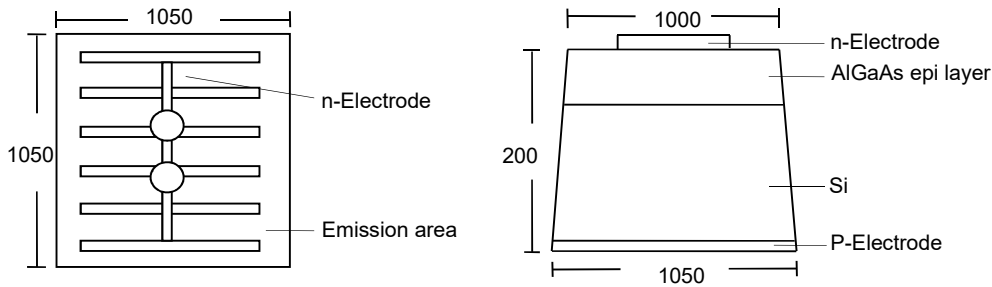 1050
n-Electrode
1050
Emission area
1000
n-Electrode
AlGaAs epi layer
200
Si
P-Electrode
1050